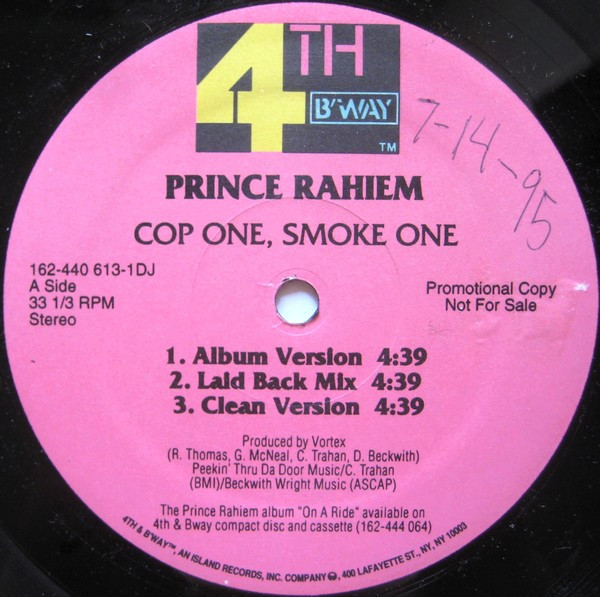 4TH
B'WAY
TM
7-14-95
PRINCE RAHIEM
COP ONE, SMOKE ONE
162-440 613-1DJ
A Side
33 1/3 RPM
Stereo
Promotional Copy
Not For Sale
1. Album Version 4:39
2. Laid Back Mix 4:39
3. Clean Version 4:39
Produced by Vortex
(R. Thomas, G. McNeal, C. Trahan, D. Beckwith)
Peekin' Thru Da Door Music/C. Trahan
(BMI)/Beckwith Wright Music (ASCAP)
The Prince Rahiem album "On A Ride" available on
4th & Bway compact disc and cassette (162-444 064)
4TH & B'WAY™, AN ISLAND RECORDS, INC. COMPANY ℗, 400 LAFAYETTE ST., NY, NY 10003